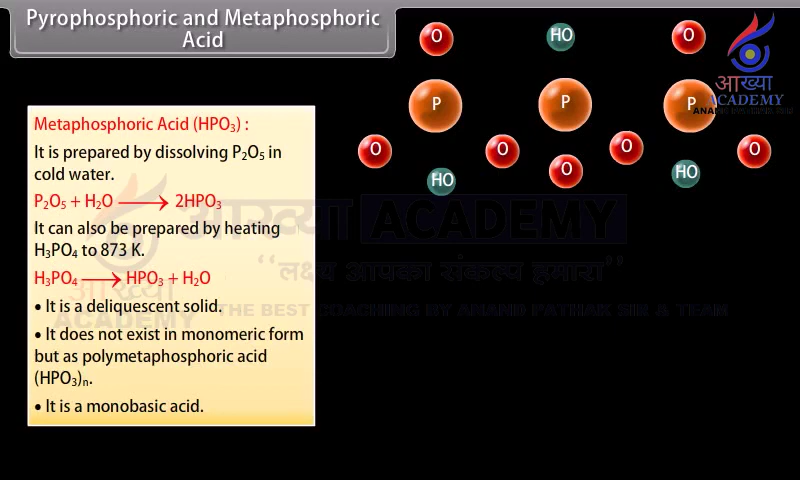 Pyrophosphoric and Metaphosphoric
Acid
O
HO
O
P
P
P
O
O
O
O
O
HO
HO
आख्या
ACADEMY
Metaphosphoric Acid (HPO₃) :
It is prepared by dissolving P₂O₅ in
cold water.
P₂O₅ + H₂O ⟶ 2HPO₃
It can also be prepared by heating
H₃PO₄ to 873 K.
H₃PO₄ ⟶ HPO₃ + H₂O
• It is a deliquescent solid.
• It does not exist in monomeric form
but as polymetaphosphoric acid
(HPO₃)ₙ.
• It is a monobasic acid.
आख्या ACADEMY
‘‘लक्ष्य आपका संकल्प हमारा’’
THE BEST COACHING BY ANAND PATHAK SIR & TEAM
आख्या
ACADEMY